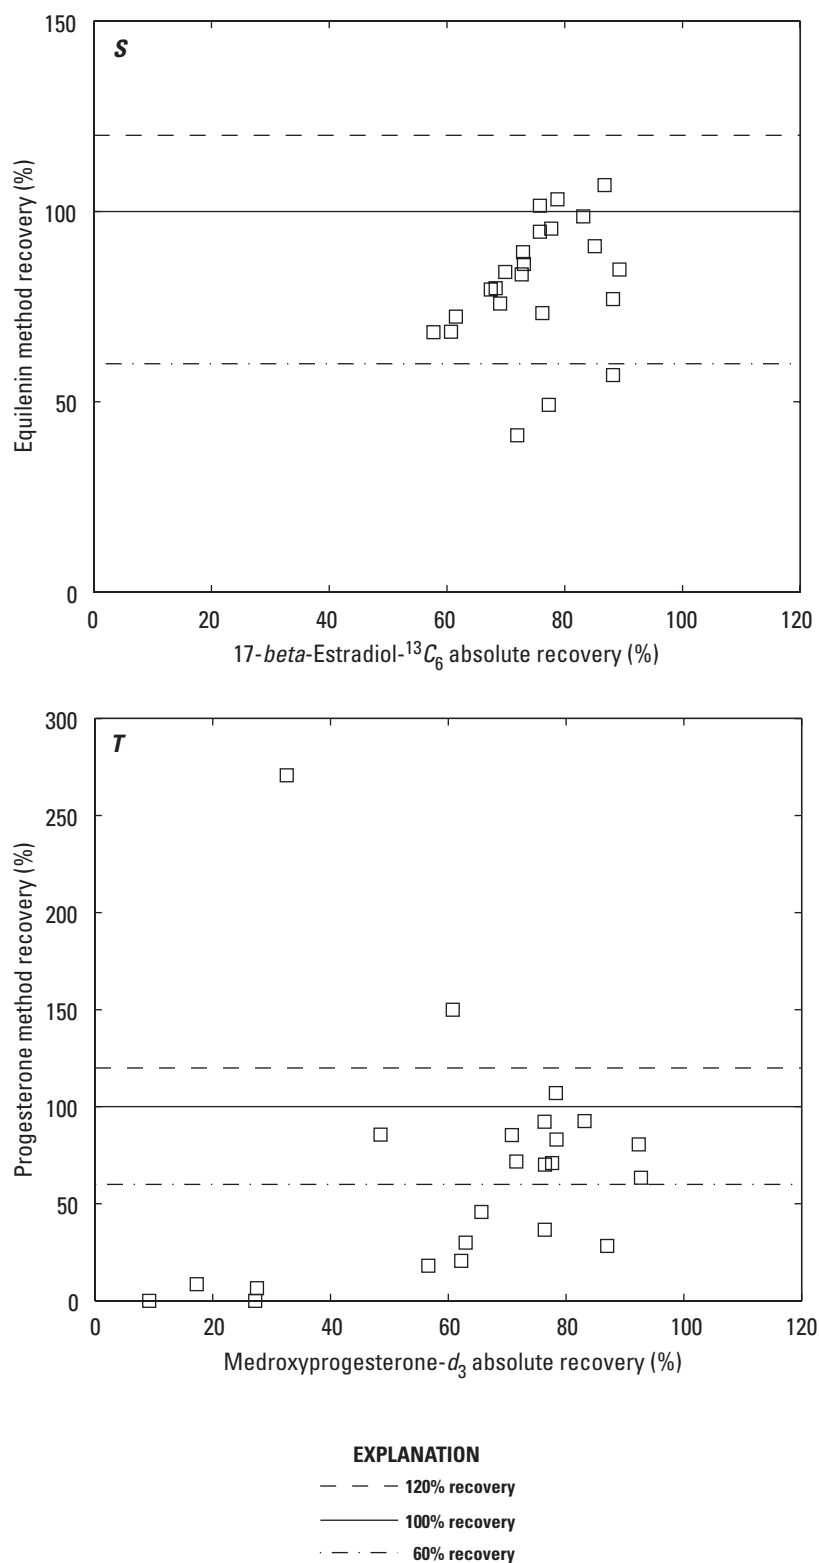 S
150
100
50
0
Equilenin method recovery (%)
0 20 40 60 80 100 120
17-beta-Estradiol-¹³C₆ absolute recovery (%)
T
300
250
200
150
100
50
0
Progesterone method recovery (%)
0 20 40 60 80 100 120
Medroxyprogesterone-d₃ absolute recovery (%)
EXPLANATION
120% recovery
100% recovery
60% recovery